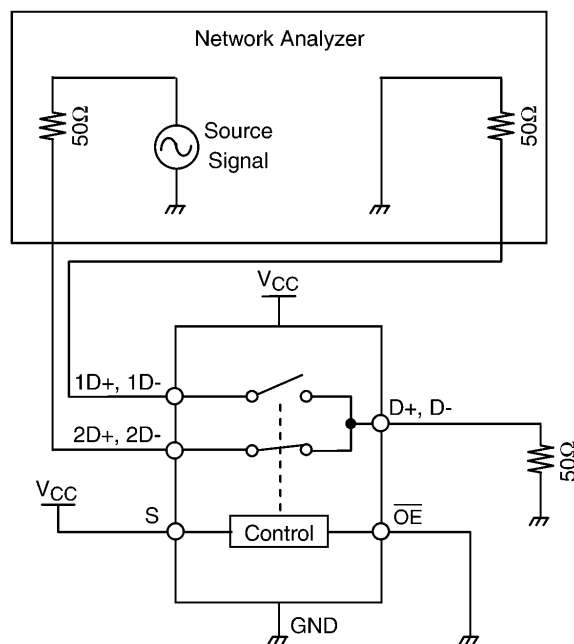 Network Analyzer
50Ω
Source
Signal
50Ω
VCC
1D+, 1D-
D+, D-
2D+, 2D-
50Ω
VCC
S
Control
OE
GND